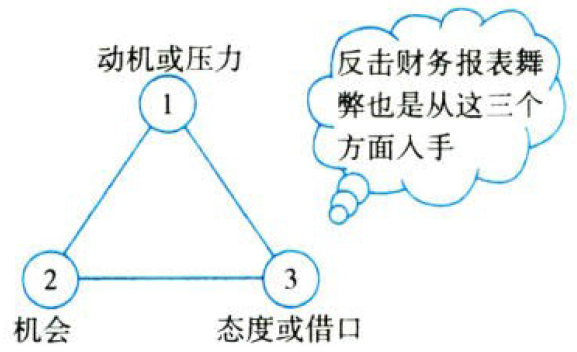 动机或压力
1
反击财务报表舞
弊也是从这三个
方面入手
2
3
机会
态度或借口